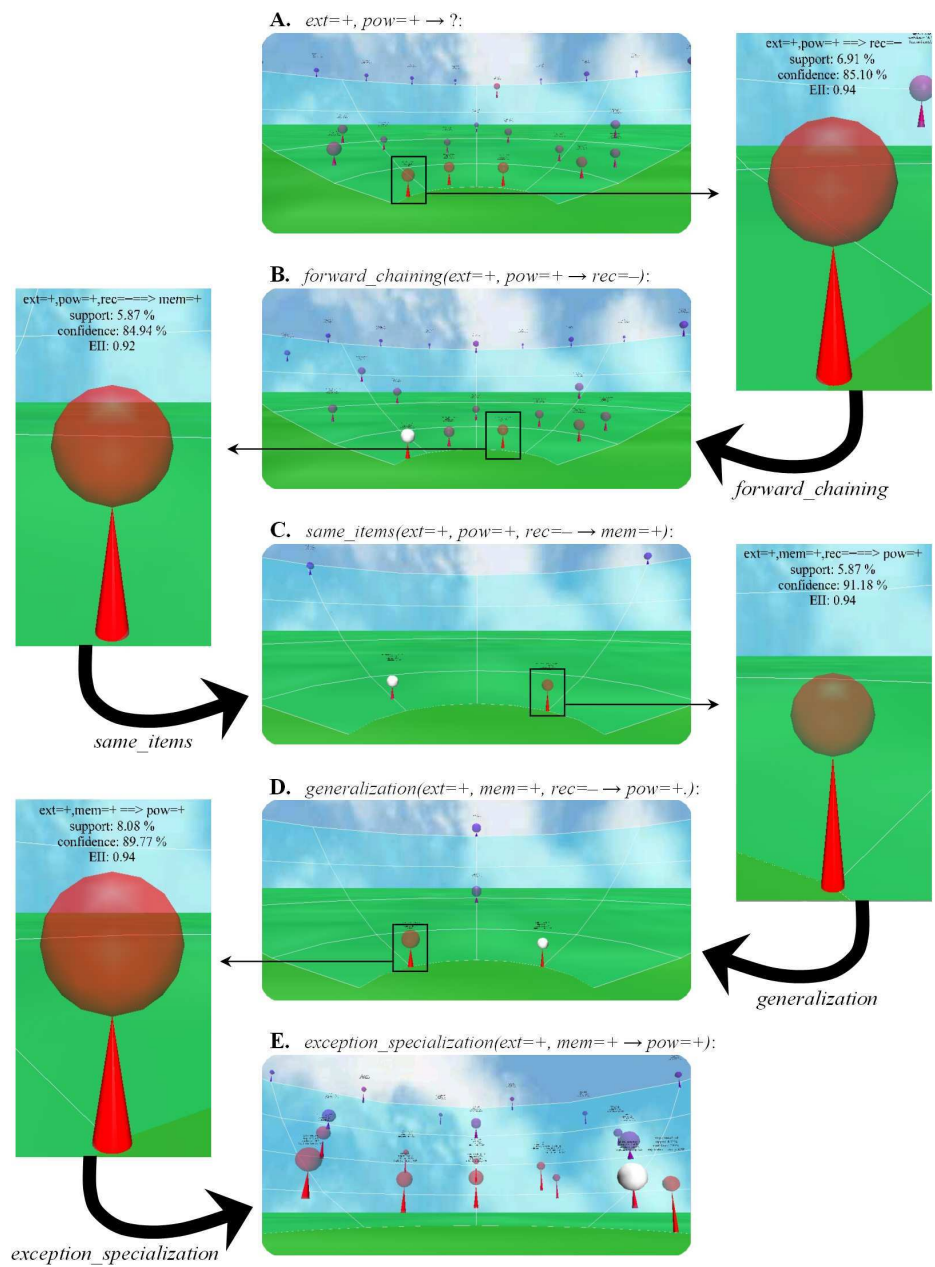 A. ext=+, pow=+ → ?:
ext=+,pow=+ ==> rec=–
support: 6.91 %
confidence: 85.10 %
EII: 0.94
B. forward_chaining(ext=+, pow=+ → rec=–):
ext=+,pow=+,rec=–==> mem=+
support: 5.87 %
confidence: 84.94 %
EII: 0.92
forward_chaining
C. same_items(ext=+, pow=+, rec=– → mem=+):
ext=+,mem=+,rec=–==> pow=+
support: 5.87 %
confidence: 91.18 %
EII: 0.94
same_items
D. generalization(ext=+, mem=+, rec=– → pow=+.):
ext=+,mem=+ ==> pow=+
support: 8.08 %
confidence: 89.77 %
EII: 0.94
generalization
E. exception_specialization(ext=+, mem=+ → pow=+):
exception_specialization